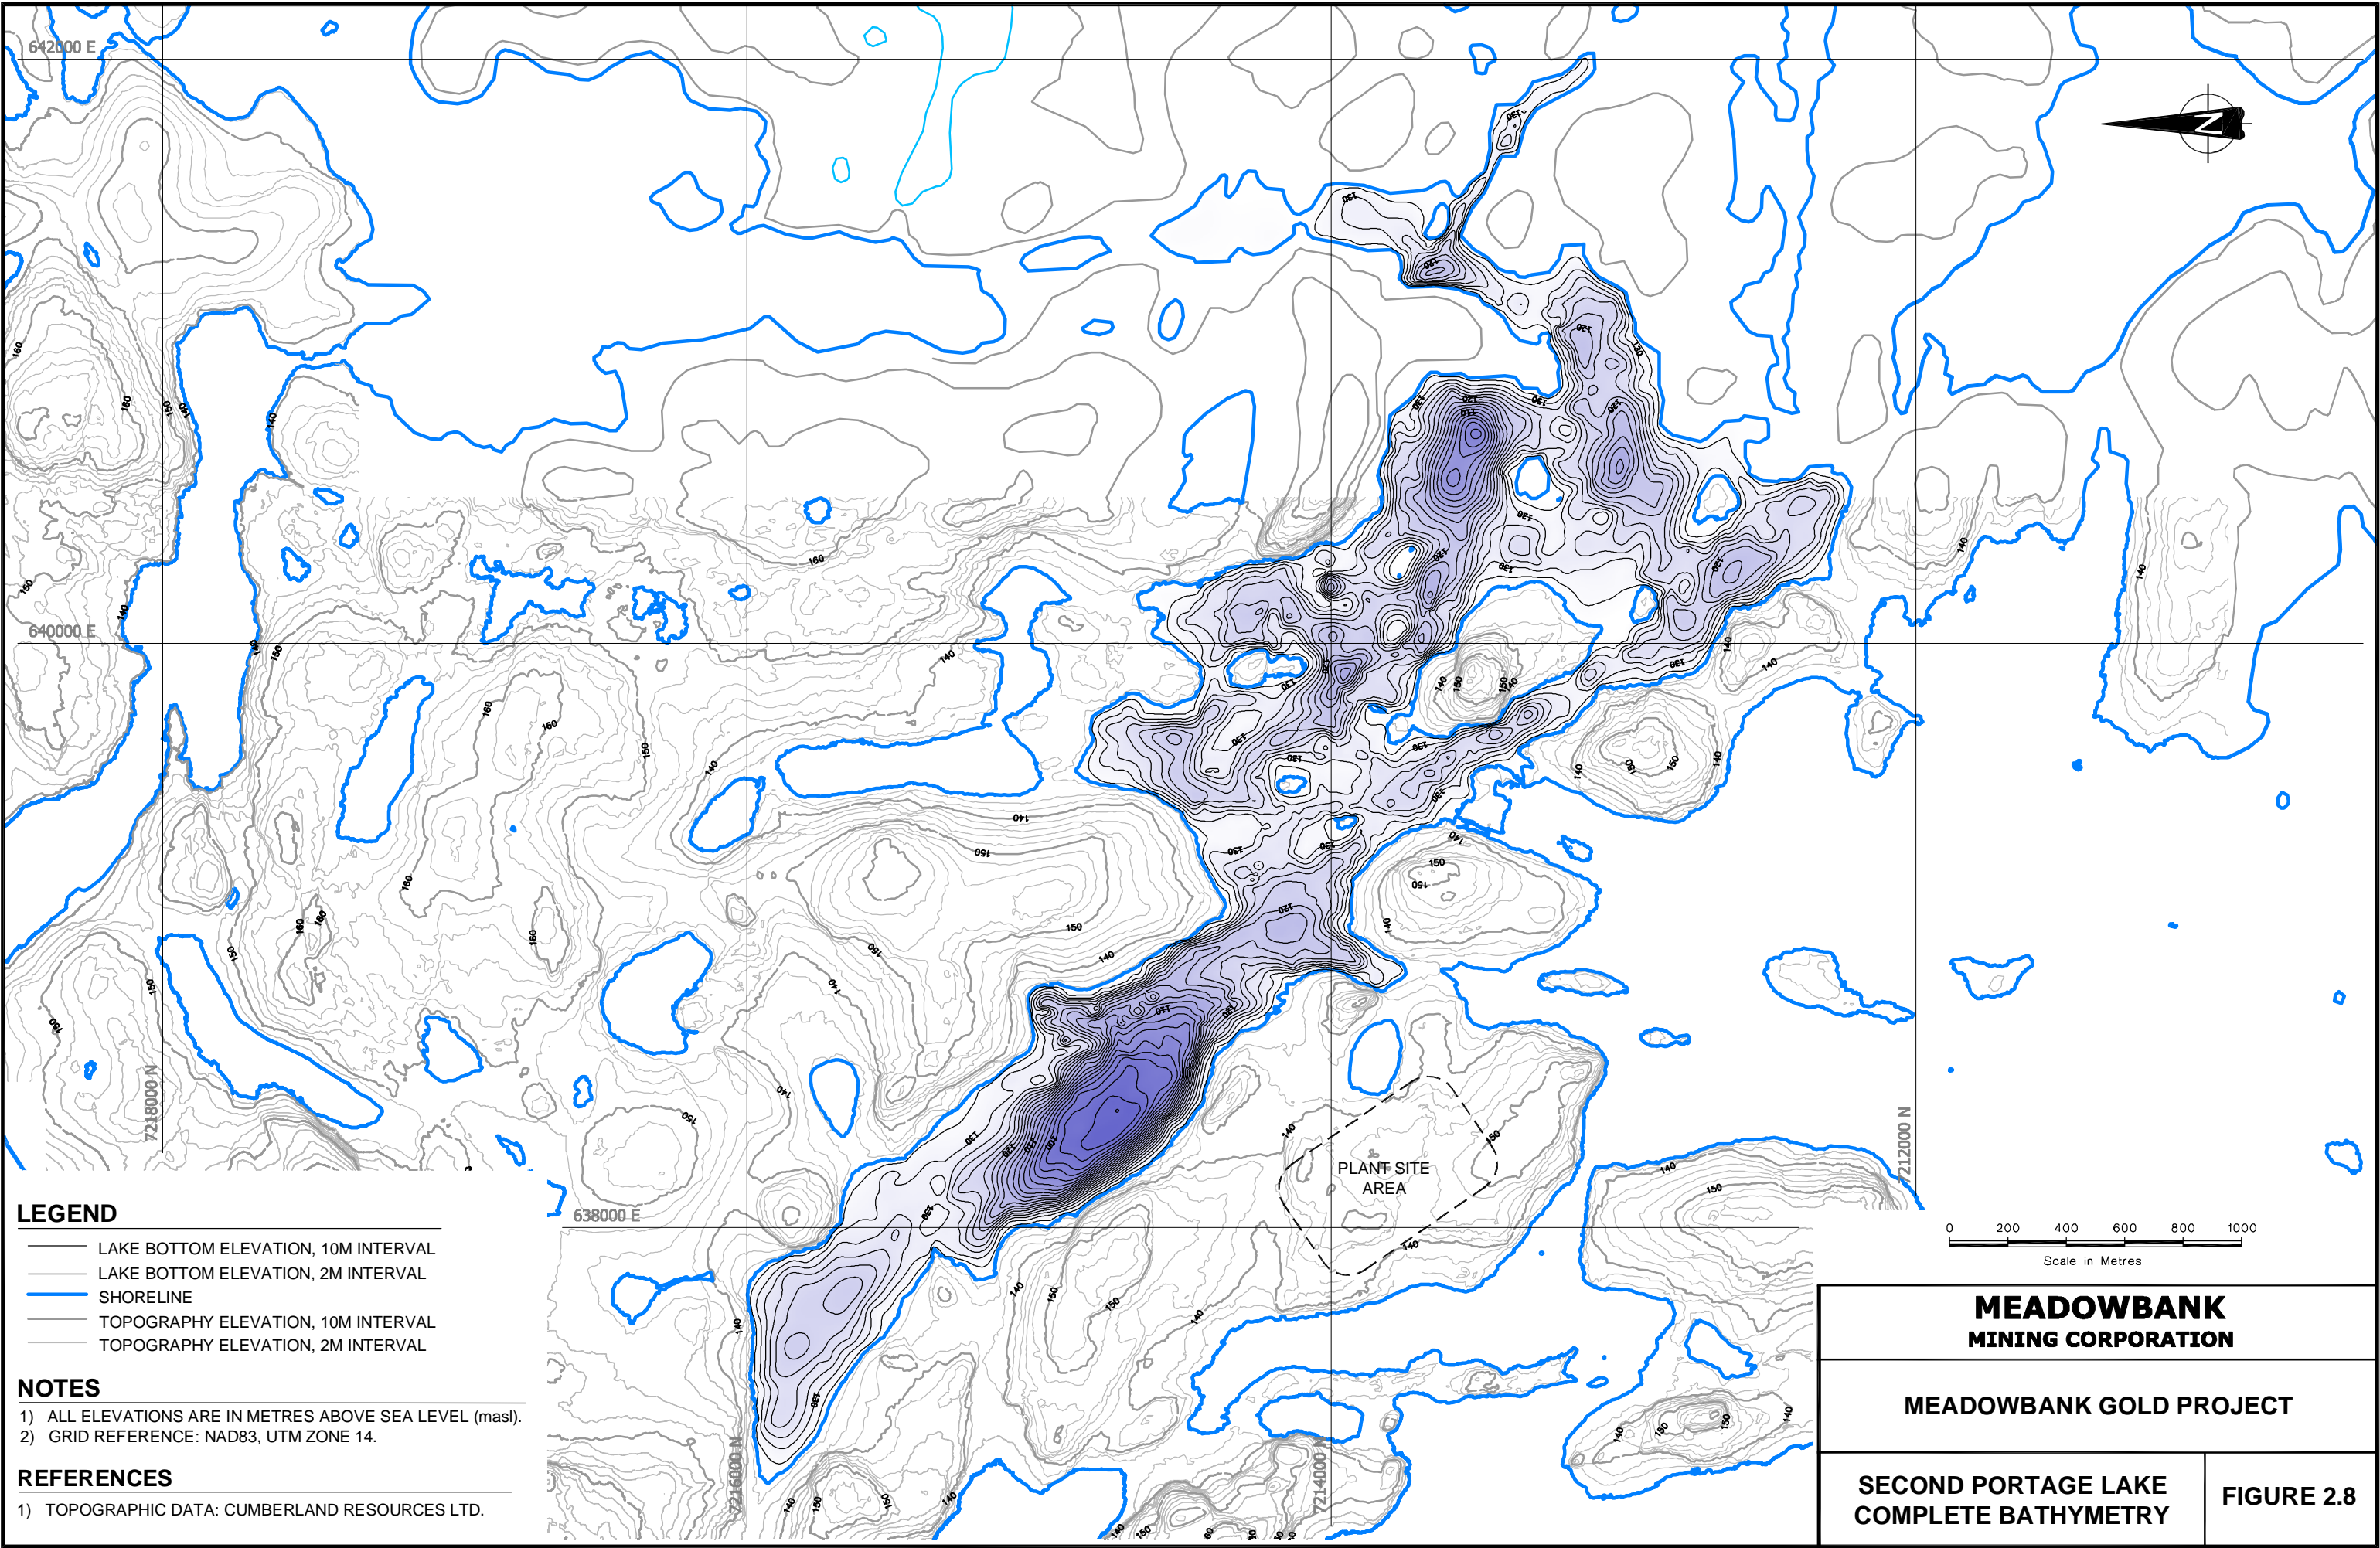 642000 E
640000 E
638000 E
7218000 N
7216000 N
7214000 N
7212000 N
N
PLANT SITE
AREA
LEGEND
LAKE BOTTOM ELEVATION, 10M INTERVAL
LAKE BOTTOM ELEVATION, 2M INTERVAL
SHORELINE
TOPOGRAPHY ELEVATION, 10M INTERVAL
TOPOGRAPHY ELEVATION, 2M INTERVAL
NOTES
1) ALL ELEVATIONS ARE IN METRES ABOVE SEA LEVEL (masl).
2) GRID REFERENCE: NAD83, UTM ZONE 14.
REFERENCES
1) TOPOGRAPHIC DATA: CUMBERLAND RESOURCES LTD.
0 200 400 600 800 1000
Scale in Metres
MEADOWBANK
MINING CORPORATION
MEADOWBANK GOLD PROJECT
SECOND PORTAGE LAKE
COMPLETE BATHYMETRY
FIGURE 2.8